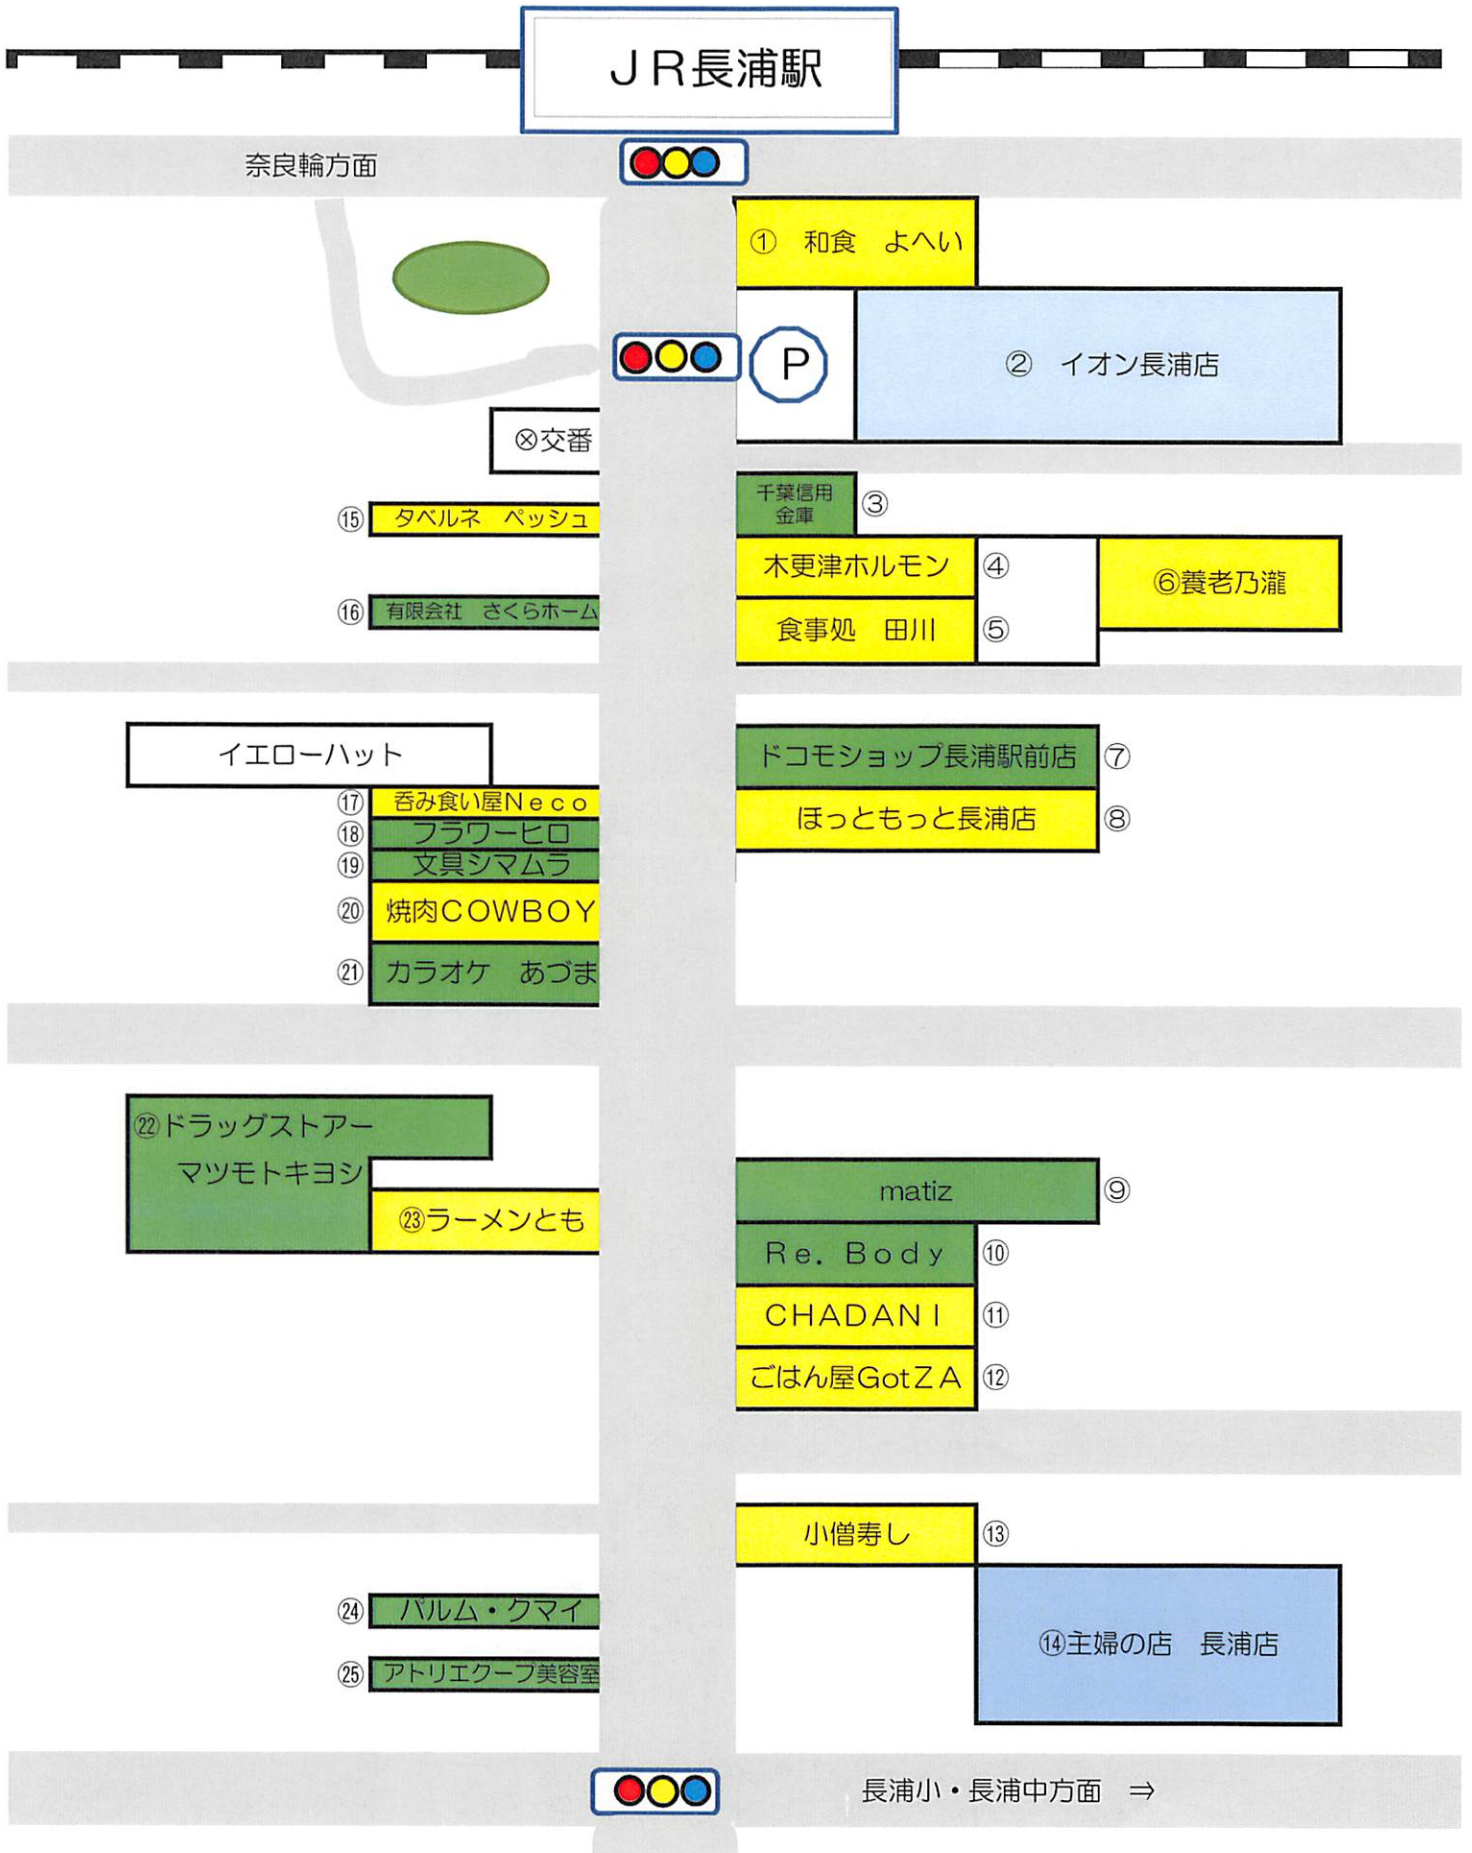 ＪＲ長浦駅
奈良輪方面
① 和食　よへい
P
② イオン長浦店
⊗交番
千葉信用
金庫
③
⑮ タベルネ　ペッシュ
木更津ホルモン ④
⑥養老乃瀧
⑯ 有限会社　さくらホーム
食事処　田川 ⑤
イエローハット
ドコモショップ長浦駅前店 ⑦
⑰ 呑み食い屋Ｎｅｃｏ
ほっともっと長浦店 ⑧
⑱ フラワーヒロ
⑲ 文具シマムラ
⑳ 焼肉ＣＯＷＢＯＹ
㉑ カラオケ　あづま
㉒ドラッグストアー
マツモトキヨシ
㉓ラーメンとも
matiz ⑨
Ｒｅ．Ｂｏｄｙ ⑩
ＣＨＡＤＡＮＩ ⑪
ごはん屋GotＺＡ ⑫
小僧寿し ⑬
㉔ パルム・クマイ
⑭主婦の店　長浦店
㉕ アトリエクープ美容室
長浦小・長浦中方面　⇒